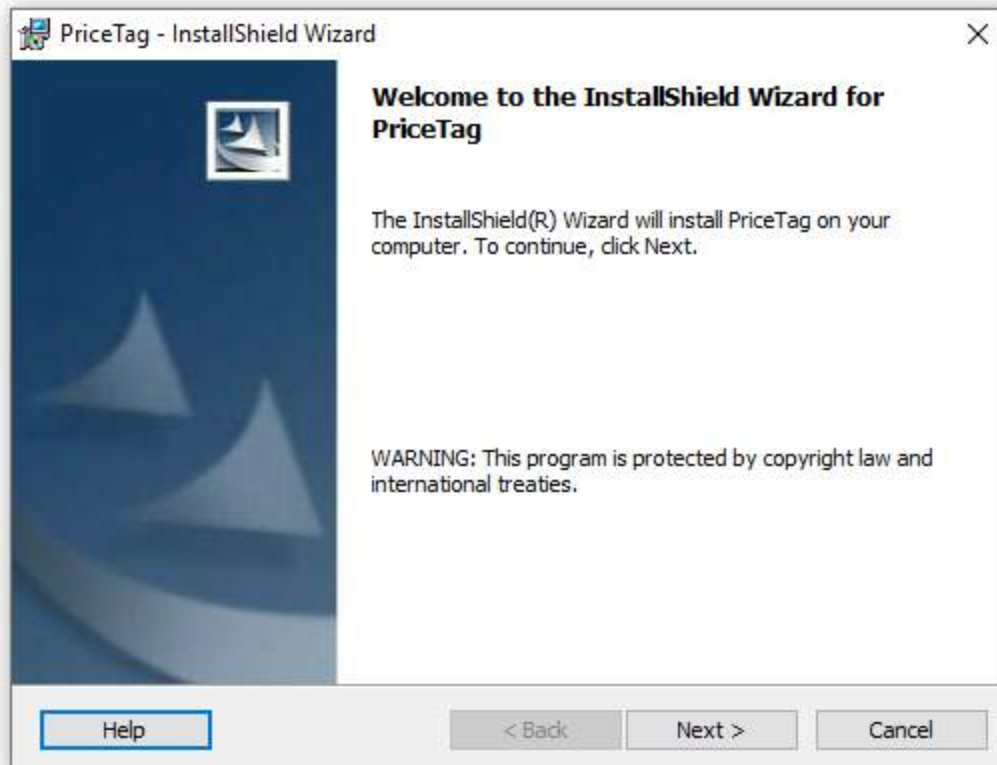 PriceTag - InstallShield Wizard
Welcome to the InstallShield Wizard for
PriceTag
The InstallShield(R) Wizard will install PriceTag on your
computer. To continue, click Next.
WARNING: This program is protected by copyright law and
international treaties.
Help < Back Next > Cancel